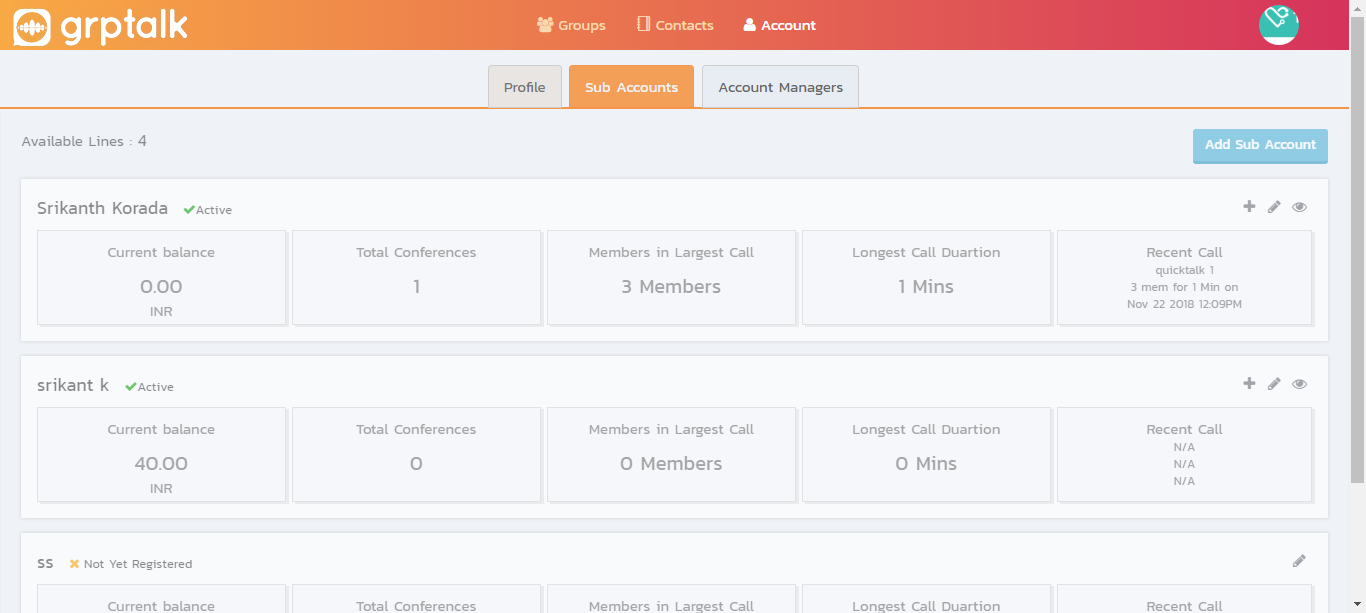 grptalk
Groups Contacts Account
Profile Sub Accounts Account Managers
Available Lines : 4
Add Sub Account
Srikanth Korada Active
Current balance Total Conferences Members in Largest Call Longest Call Duartion Recent Call
0.00 1 3 Members 1 Mins quicktalk 1
INR 3 mem for 1 Min on
Nov 22 2018 12:09PM
srikant k Active
Current balance Total Conferences Members in Largest Call Longest Call Duartion Recent Call
40.00 0 0 Members 0 Mins N/A
N/A
INR N/A
ss Not Yet Registered
Current balance Total Conferences Members in Largest Call Longest Call Duartion Recent Call